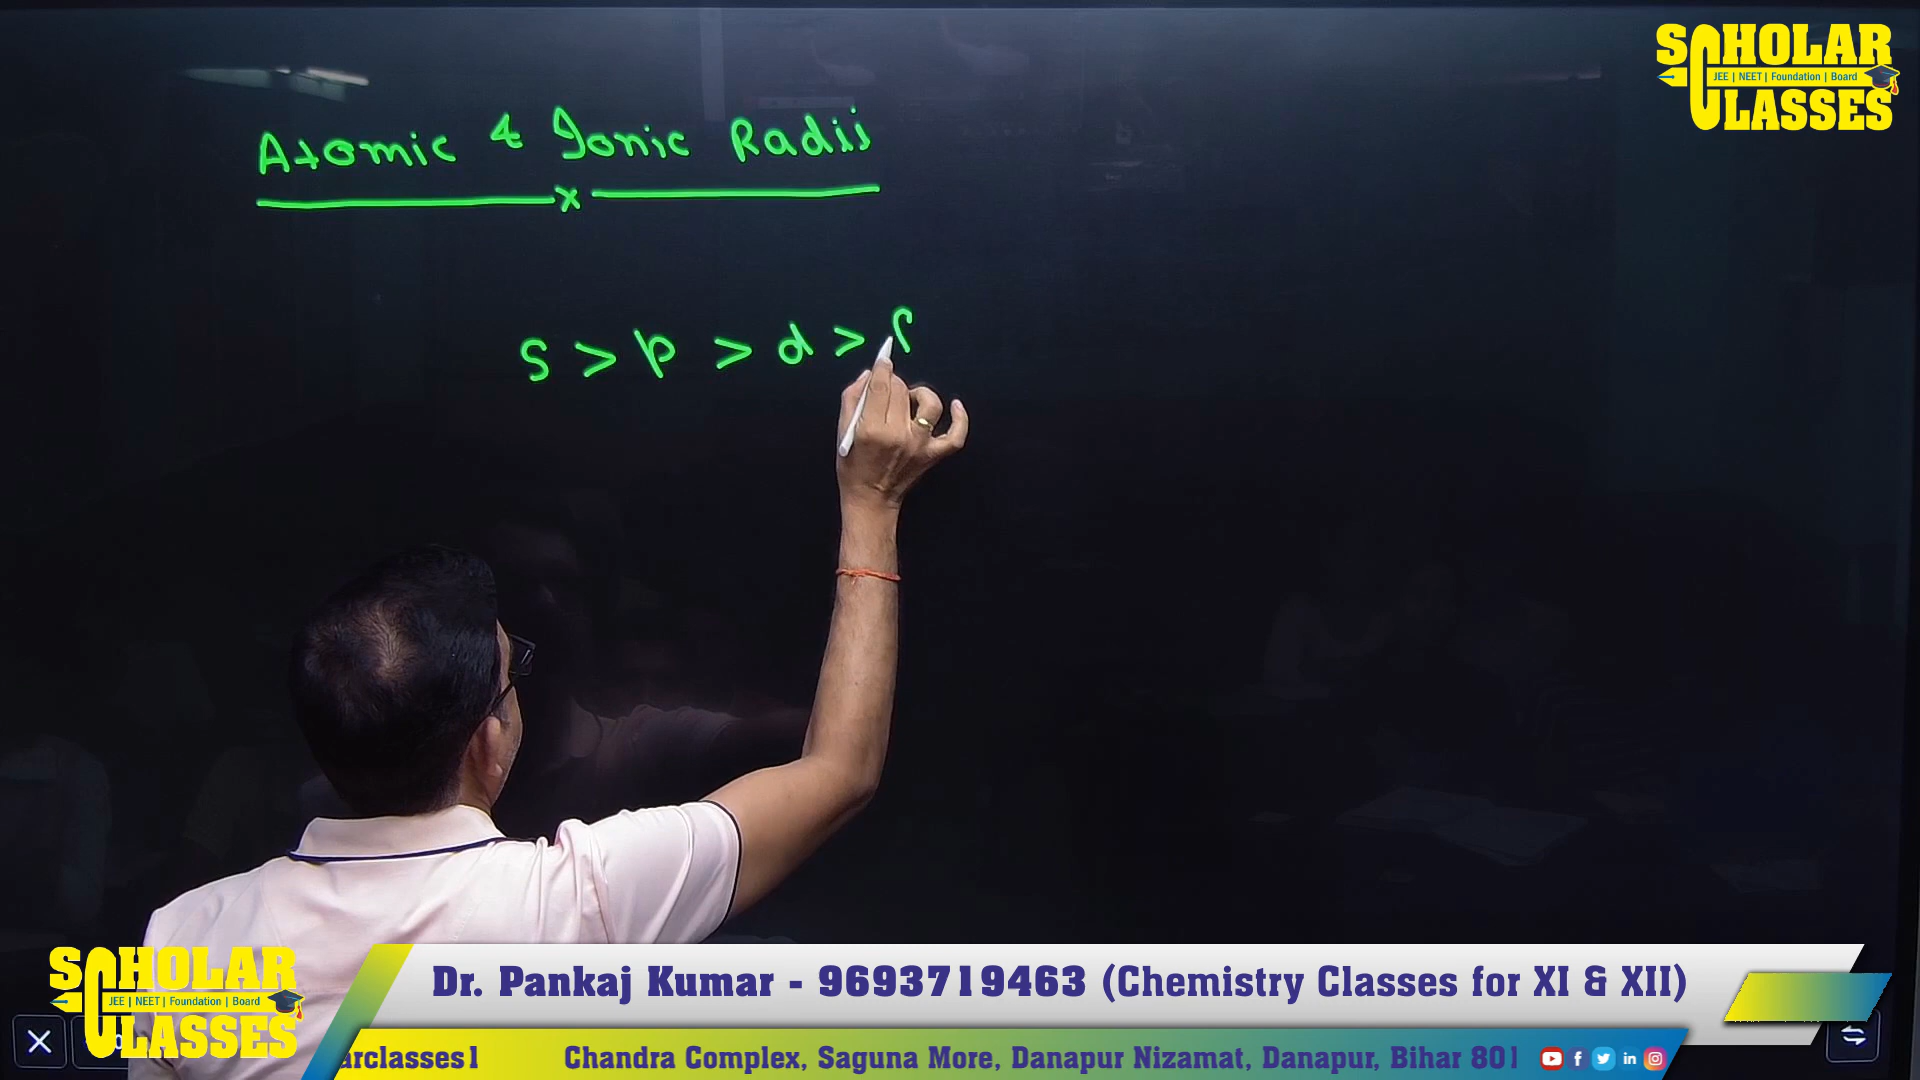 SCHOLAR
JEE | NEET | Foundation | Board
CLASSES
Atomic & Ionic Radii
x
s > p > d > f
SCHOLAR
JEE | NEET | Foundation | Board
CLASSES
Dr. Pankaj Kumar - 9693719463 (Chemistry Classes for XI & XII)
arclasses1 Chandra Complex, Saguna More, Danapur Nizamat, Danapur, Bihar 801